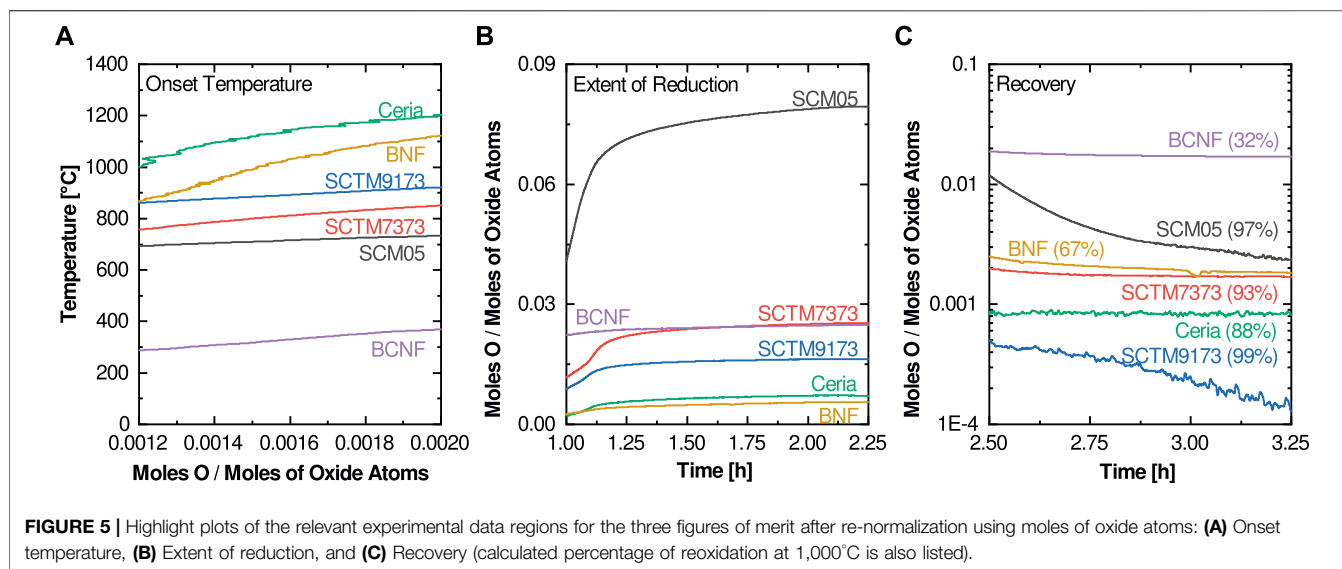 A
B
C
Onset Temperature
Extent of Reduction
Recovery
1400
1200
1000
800
600
400
200
0
Temperature [°C]
Ceria
BNF
SCTM9173
SCTM7373
SCM05
BCNF
0.0012 0.0014 0.0016 0.0018 0.0020
Moles O / Moles of Oxide Atoms
0.09
0.06
0.03
0.00
Moles O / Moles of Oxide Atoms
SCM05
SCTM7373
BCNF
SCTM9173
Ceria
BNF
1.00 1.25 1.50 1.75 2.00 2.25
Time [h]
0.1
0.01
0.001
1E-4
Moles O / Moles of Oxide Atoms
BCNF (32%)
SCM05 (97%)
BNF (67%)
SCTM7373 (93%)
Ceria (88%)
SCTM9173 (99%)
2.50 2.75 3.00 3.25
Time [h]
FIGURE 5 | Highlight plots of the relevant experimental data regions for the three figures of merit after re-normalization using moles of oxide atoms: (A) Onset
temperature, (B) Extent of reduction, and (C) Recovery (calculated percentage of reoxidation at 1,000°C is also listed).